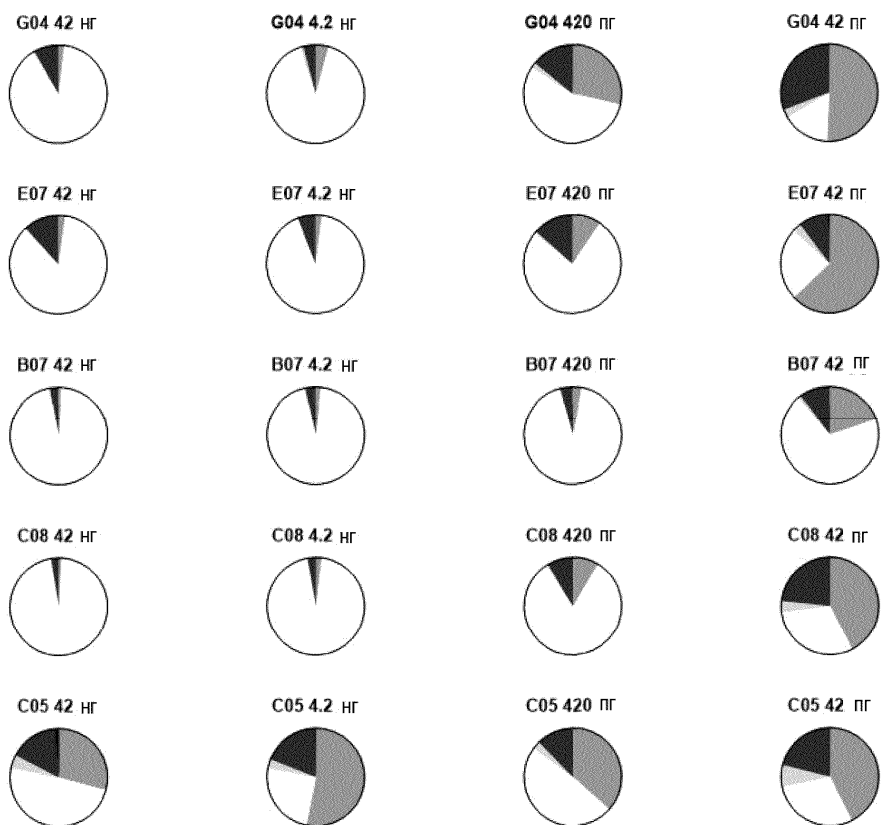 G04 42 нг G04 4.2 нг G04 420 пг G04 42 пг
E07 42 нг E07 4.2 нг E07 420 пг E07 42 пг
B07 42 нг B07 4.2 нг B07 420 пг B07 42 пг
C08 42 нг C08 4.2 нг C08 420 пг C08 42 пг
C05 42 нг C05 4.2 нг C05 420 пг C05 42 пг